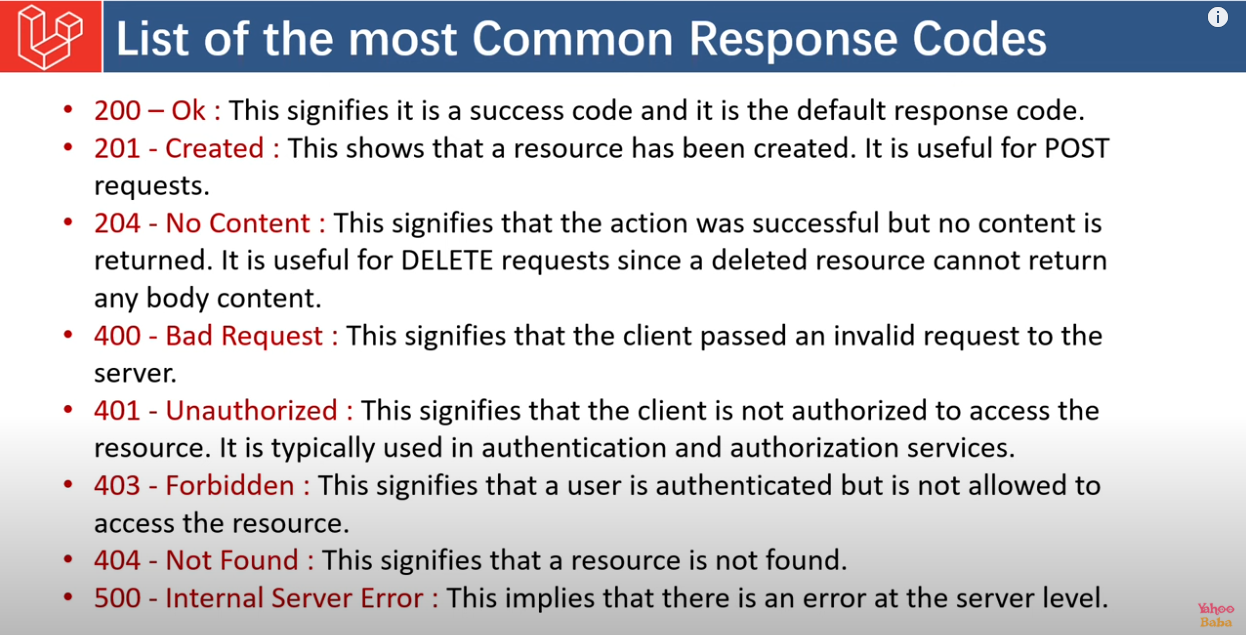 List of the most Common Response Codes
i
• 200 – Ok : This signifies it is a success code and it is the default response code.
• 201 - Created : This shows that a resource has been created. It is useful for POST
requests.
• 204 - No Content : This signifies that the action was successful but no content is
returned. It is useful for DELETE requests since a deleted resource cannot return
any body content.
• 400 - Bad Request : This signifies that the client passed an invalid request to the
server.
• 401 - Unauthorized : This signifies that the client is not authorized to access the
resource. It is typically used in authentication and authorization services.
• 403 - Forbidden : This signifies that a user is authenticated but is not allowed to
access the resource.
• 404 - Not Found : This signifies that a resource is not found.
• 500 - Internal Server Error : This implies that there is an error at the server level.
Yahoo
Baba